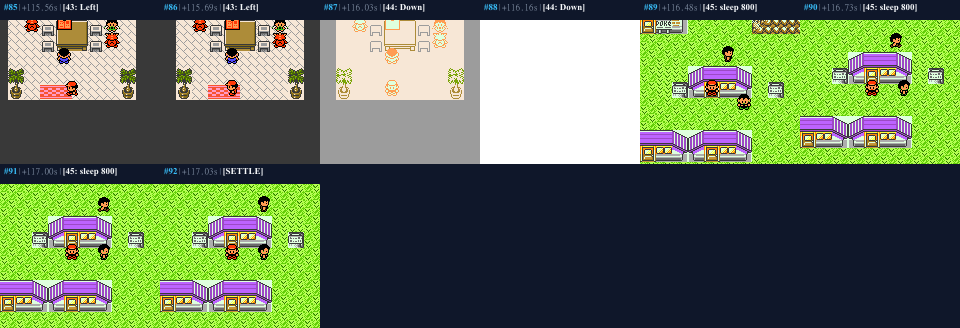 #85|+115.56s|[43: Left]
#86|+115.69s|[43: Left]
#87|+116.03s|[44: Down]
#88|+116.16s|[44: Down]
#89|+116.48s|[45: sleep 800]
#90|+116.73s|[45: sleep 800]
POKé
#91|+117.00s|[45: sleep 800]
#92|+117.03s|[SETTLE]